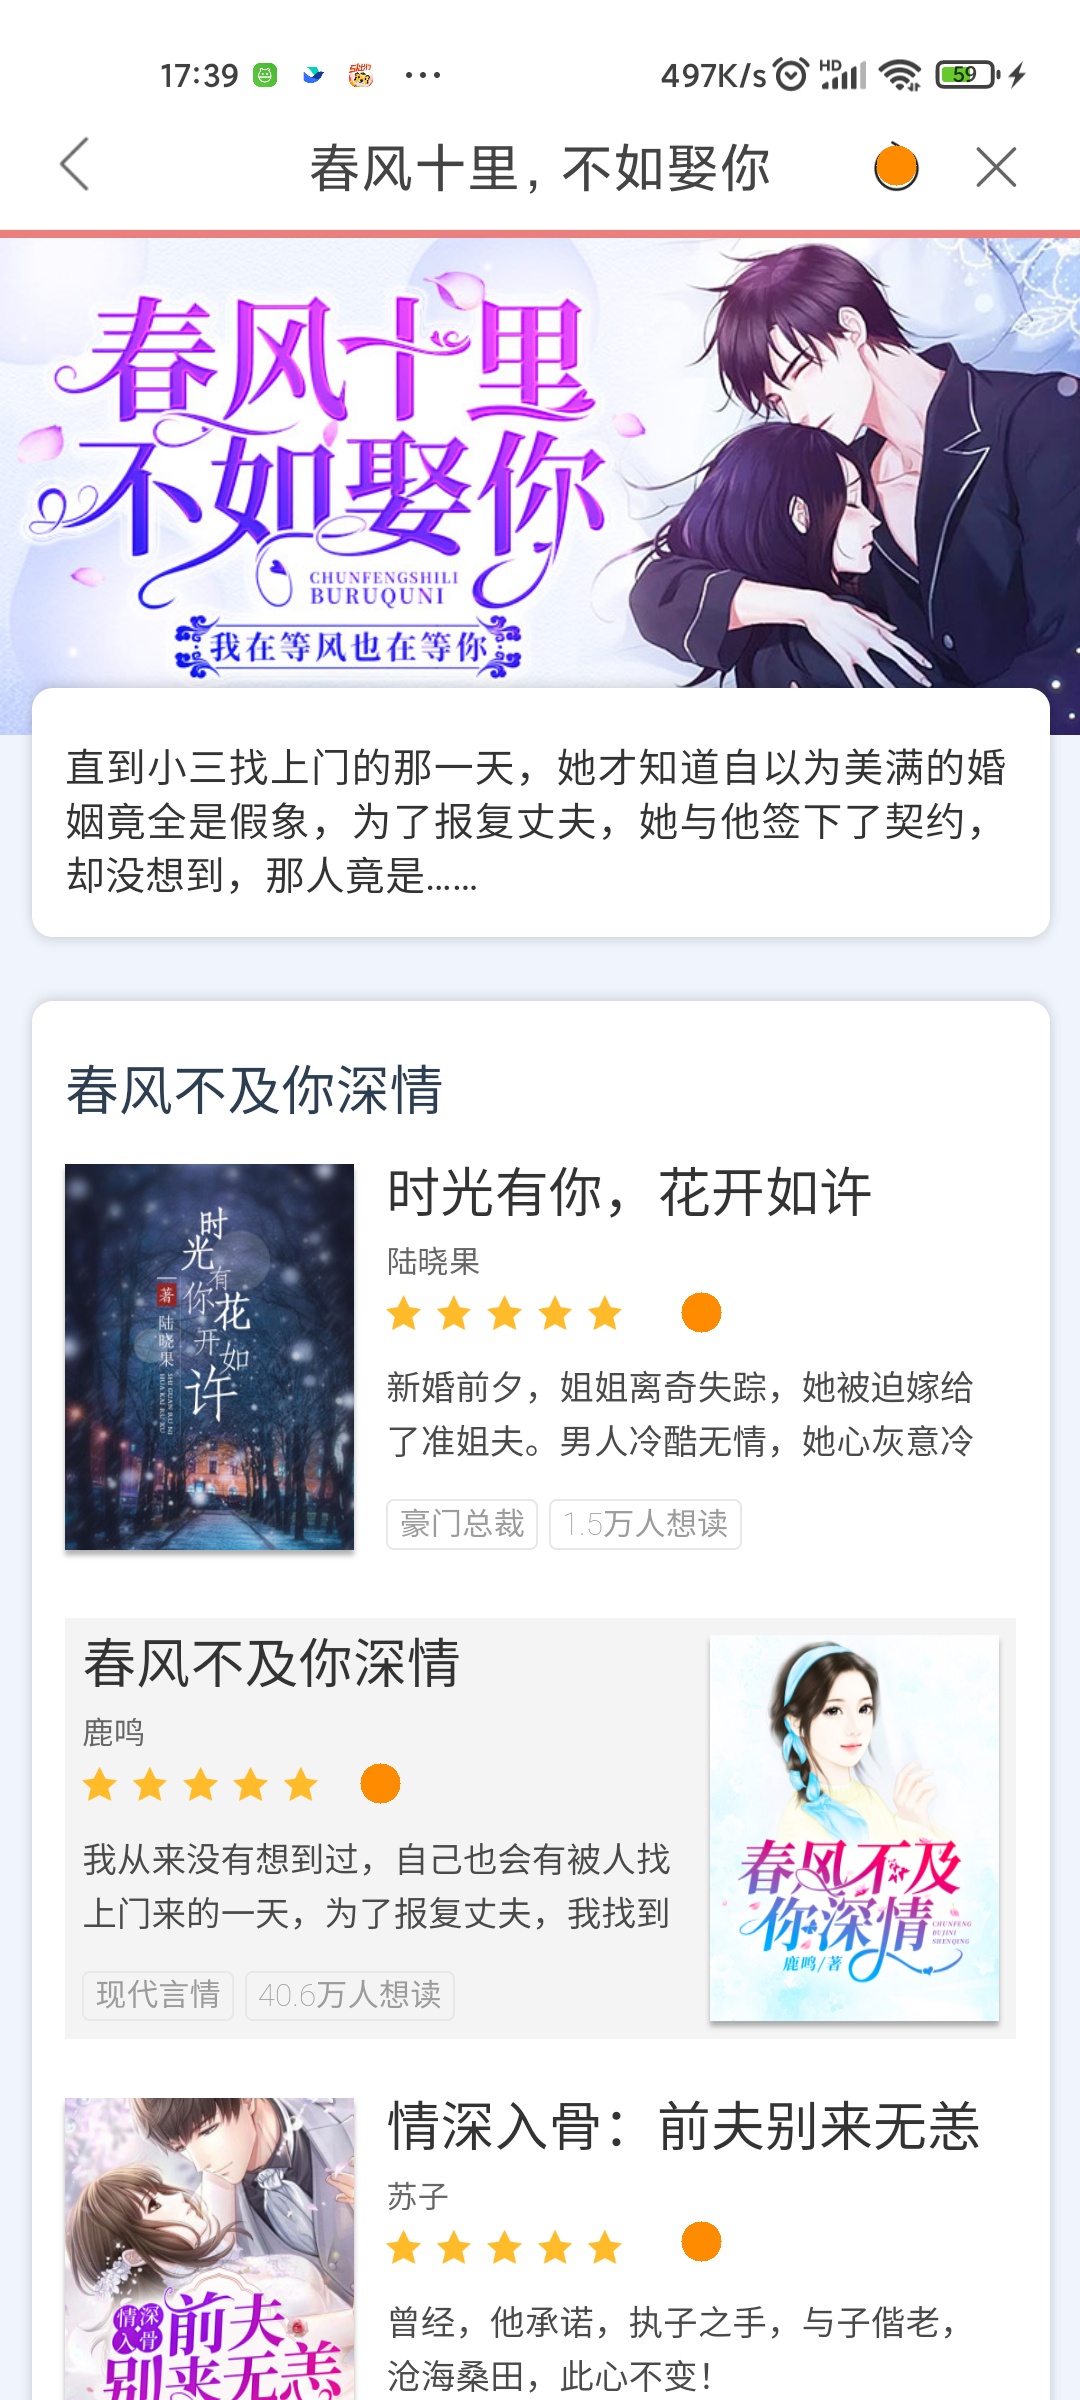 17:39
497K/s
HD
59
春风十里，不如娶你
春风十里
不如娶你
CHUNFENGSHILI
BURUQUNI
我在等风也在等你
直到小三找上门的那一天，她才知道自以为美满的婚
姻竟全是假象，为了报复丈夫，她与他签下了契约，
却没想到，那人竟是......
春风不及你深情
时光有你花开如许
著
陆晓果
时光有你，花开如许
陆晓果
新婚前夕，姐姐离奇失踪，她被迫嫁给
了准姐夫。男人冷酷无情，她心灰意冷
豪门总裁
1.5万人想读
春风不及你深情
鹿鸣
我从来没有想到过，自己也会有被人找
上门来的一天，为了报复丈夫，我找到
现代言情
40.6万人想读
春风不及
你深情
CHUNFENG
BUJINI
SHENQING
鹿鸣/著
情深入骨
前夫
别来无恙
情深入骨：前夫别来无恙
苏子
曾经，他承诺，执子之手，与子偕老，
沧海桑田，此心不变！